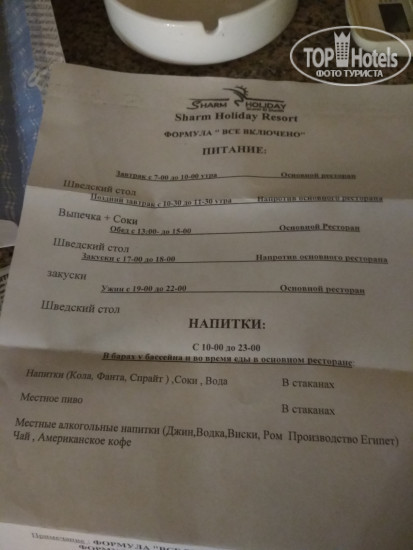 TOP Hotels
ФОТО ТУРИСТА
SHARM HOLIDAY
Sharm Holiday Resort
ФОРМУЛА " ВСЕ ВКЛЮЧЕНО"
ПИТАНИЕ:
Завтрак с 7-00 до 10-00 утра Основной ресторан
Шведский стол
Поздний завтрак с 10-30 до 11-30 утра Напротив основного ресторана
Выпечка + Соки
Обед с 13-00- до 15-00 Основной Ресторан
Шведский стол
Закуски с 17-00 до 18-00 Напротив основного ресторана
закуски
Ужин с 19-00 до 22-00 Основной ресторан
Шведский стол
НАПИТКИ:
С 10-00 до 23-00
В барах у бассейна и во время еды в основном ресторане
Напитки (Кола, Фанта, Спрайт ) ,Соки , Вода В стаканах
Местное пиво В стаканах
Местные алкогольные напитки (Джин,Водка,Виски, Ром Производство Египет)
Чай , Американское кофе
ФОРМУЛА "ВСЕ